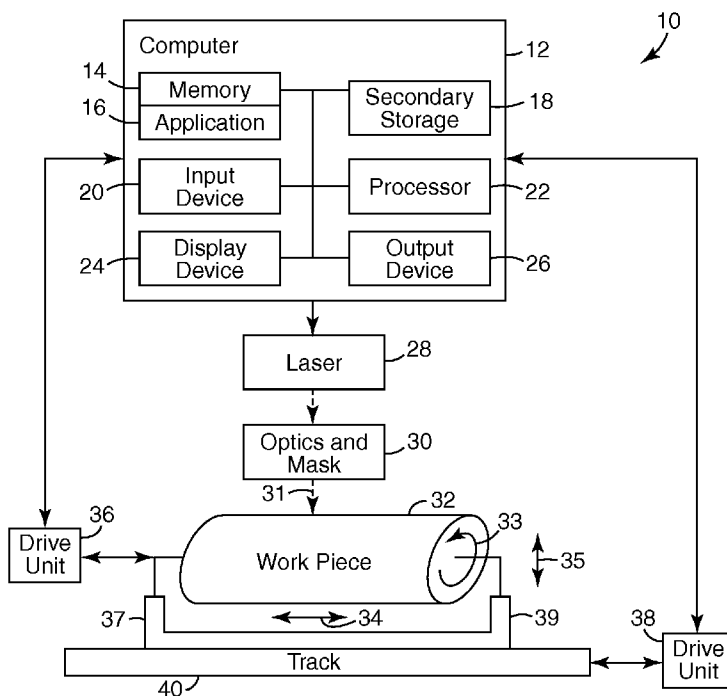 10
Computer
12
14
Memory
16
Application
Secondary
Storage
18
20
Input
Device
Processor
22
24
Display
Device
Output
Device
26
Laser
28
Optics and
Mask
30
31
32
33
Work Piece
35
36
Drive
Unit
34
37
39
38
Drive
Unit
Track
40